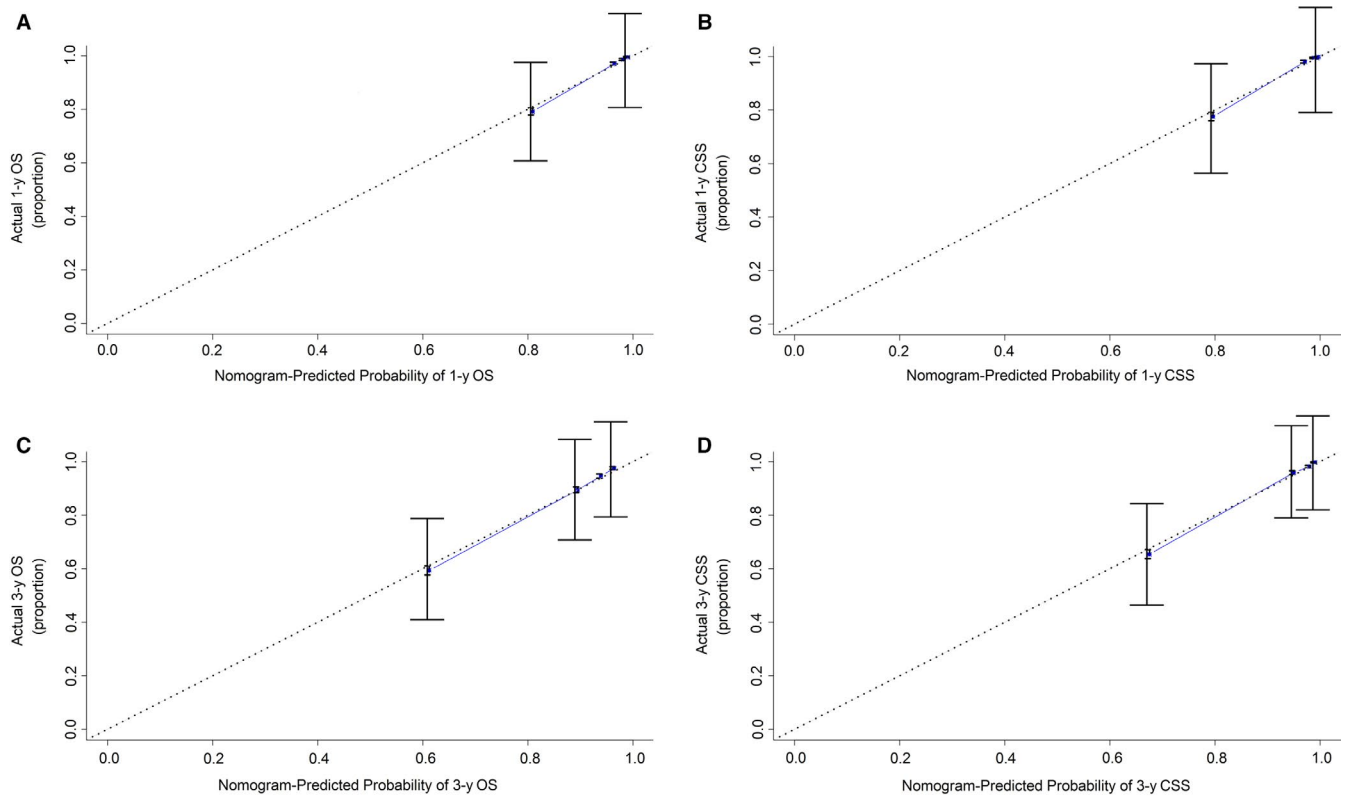 A
Actual 1-y OS
(proportion)
1.0
0.8
0.6
0.4
0.2
0.0
0.0 0.2 0.4 0.6 0.8 1.0
Nomogram-Predicted Probability of 1-y OS
B
Actual 1-y CSS
(proportion)
1.0
0.8
0.6
0.4
0.2
0.0
0.0 0.2 0.4 0.6 0.8 1.0
Nomogram-Predicted Probability of 1-y CSS
C
Actual 3-y OS
(proportion)
1.0
0.8
0.6
0.4
0.2
0.0
0.0 0.2 0.4 0.6 0.8 1.0
Nomogram-Predicted Probability of 3-y OS
D
Actual 3-y CSS
(proportion)
1.0
0.8
0.6
0.4
0.2
0.0
0.0 0.2 0.4 0.6 0.8 1.0
Nomogram-Predicted Probability of 3-y CSS